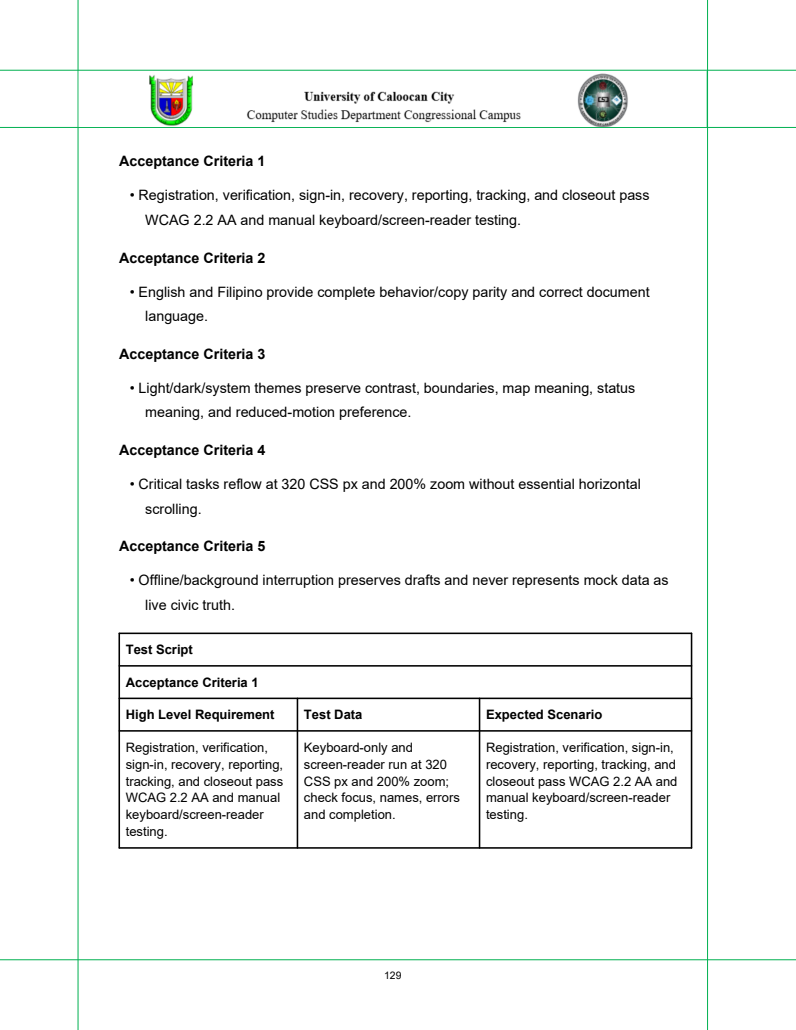 University of Caloocan City
Computer Studies Department Congressional Campus
Acceptance Criteria 1
• Registration, verification, sign-in, recovery, reporting, tracking, and closeout pass
WCAG 2.2 AA and manual keyboard/screen-reader testing.
Acceptance Criteria 2
• English and Filipino provide complete behavior/copy parity and correct document
language.
Acceptance Criteria 3
• Light/dark/system themes preserve contrast, boundaries, map meaning, status
meaning, and reduced-motion preference.
Acceptance Criteria 4
• Critical tasks reflow at 320 CSS px and 200% zoom without essential horizontal
scrolling.
Acceptance Criteria 5
• Offline/background interruption preserves drafts and never represents mock data as
live civic truth.
Test Script
Acceptance Criteria 1
High Level Requirement
Test Data
Expected Scenario
Registration, verification,
sign-in, recovery, reporting,
tracking, and closeout pass
WCAG 2.2 AA and manual
keyboard/screen-reader
testing.
Keyboard-only and
screen-reader run at 320
CSS px and 200% zoom;
check focus, names, errors
and completion.
Registration, verification, sign-in,
recovery, reporting, tracking, and
closeout pass WCAG 2.2 AA and
manual keyboard/screen-reader
testing.
129